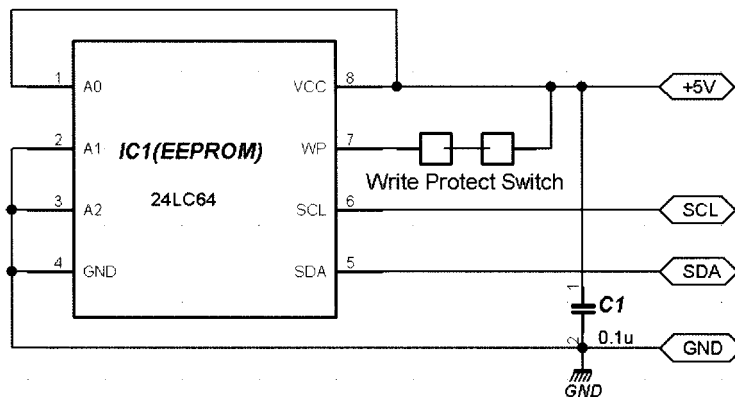 1 A0 VCC 8 +5V
2 A1 IC1(EEPROM) WP 7
Write Protect Switch
24LC64
3 A2 SCL 6 SCL
4 GND SDA 5 SDA
1 C1
2 0.1u GND
GND